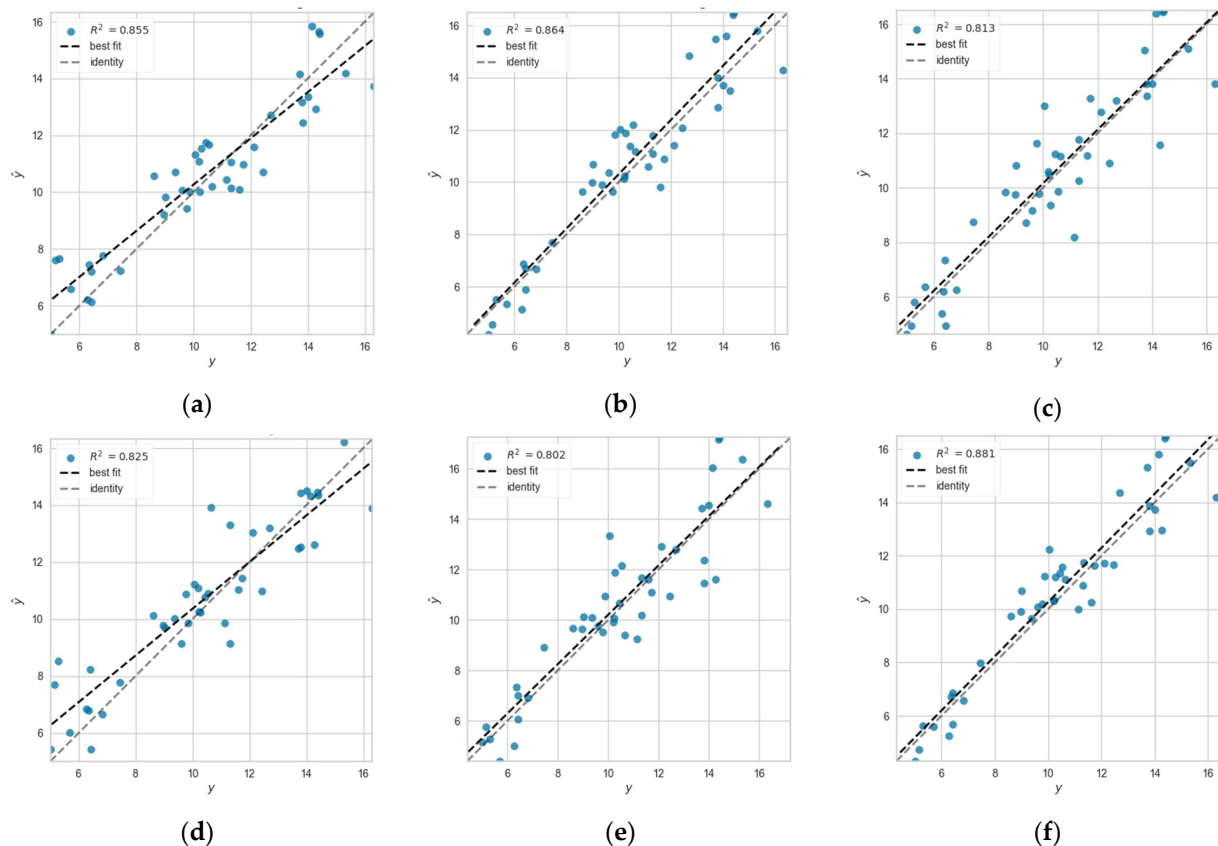 R² = 0.855
best fit
identity
16
14
12
10
8
6
ŷ
6
8
10
12
14
16
y
(a)
R² = 0.864
best fit
identity
16
14
12
10
8
6
ŷ
6
8
10
12
14
16
y
(b)
R² = 0.813
best fit
identity
16
14
12
10
8
6
ŷ
6
8
10
12
14
16
y
(c)
R² = 0.825
best fit
identity
16
14
12
10
8
6
ŷ
6
8
10
12
14
16
y
(d)
R² = 0.802
best fit
identity
16
14
12
10
8
6
ŷ
6
8
10
12
14
16
y
(e)
R² = 0.881
best fit
identity
16
14
12
10
8
6
ŷ
6
8
10
12
14
16
y
(f)